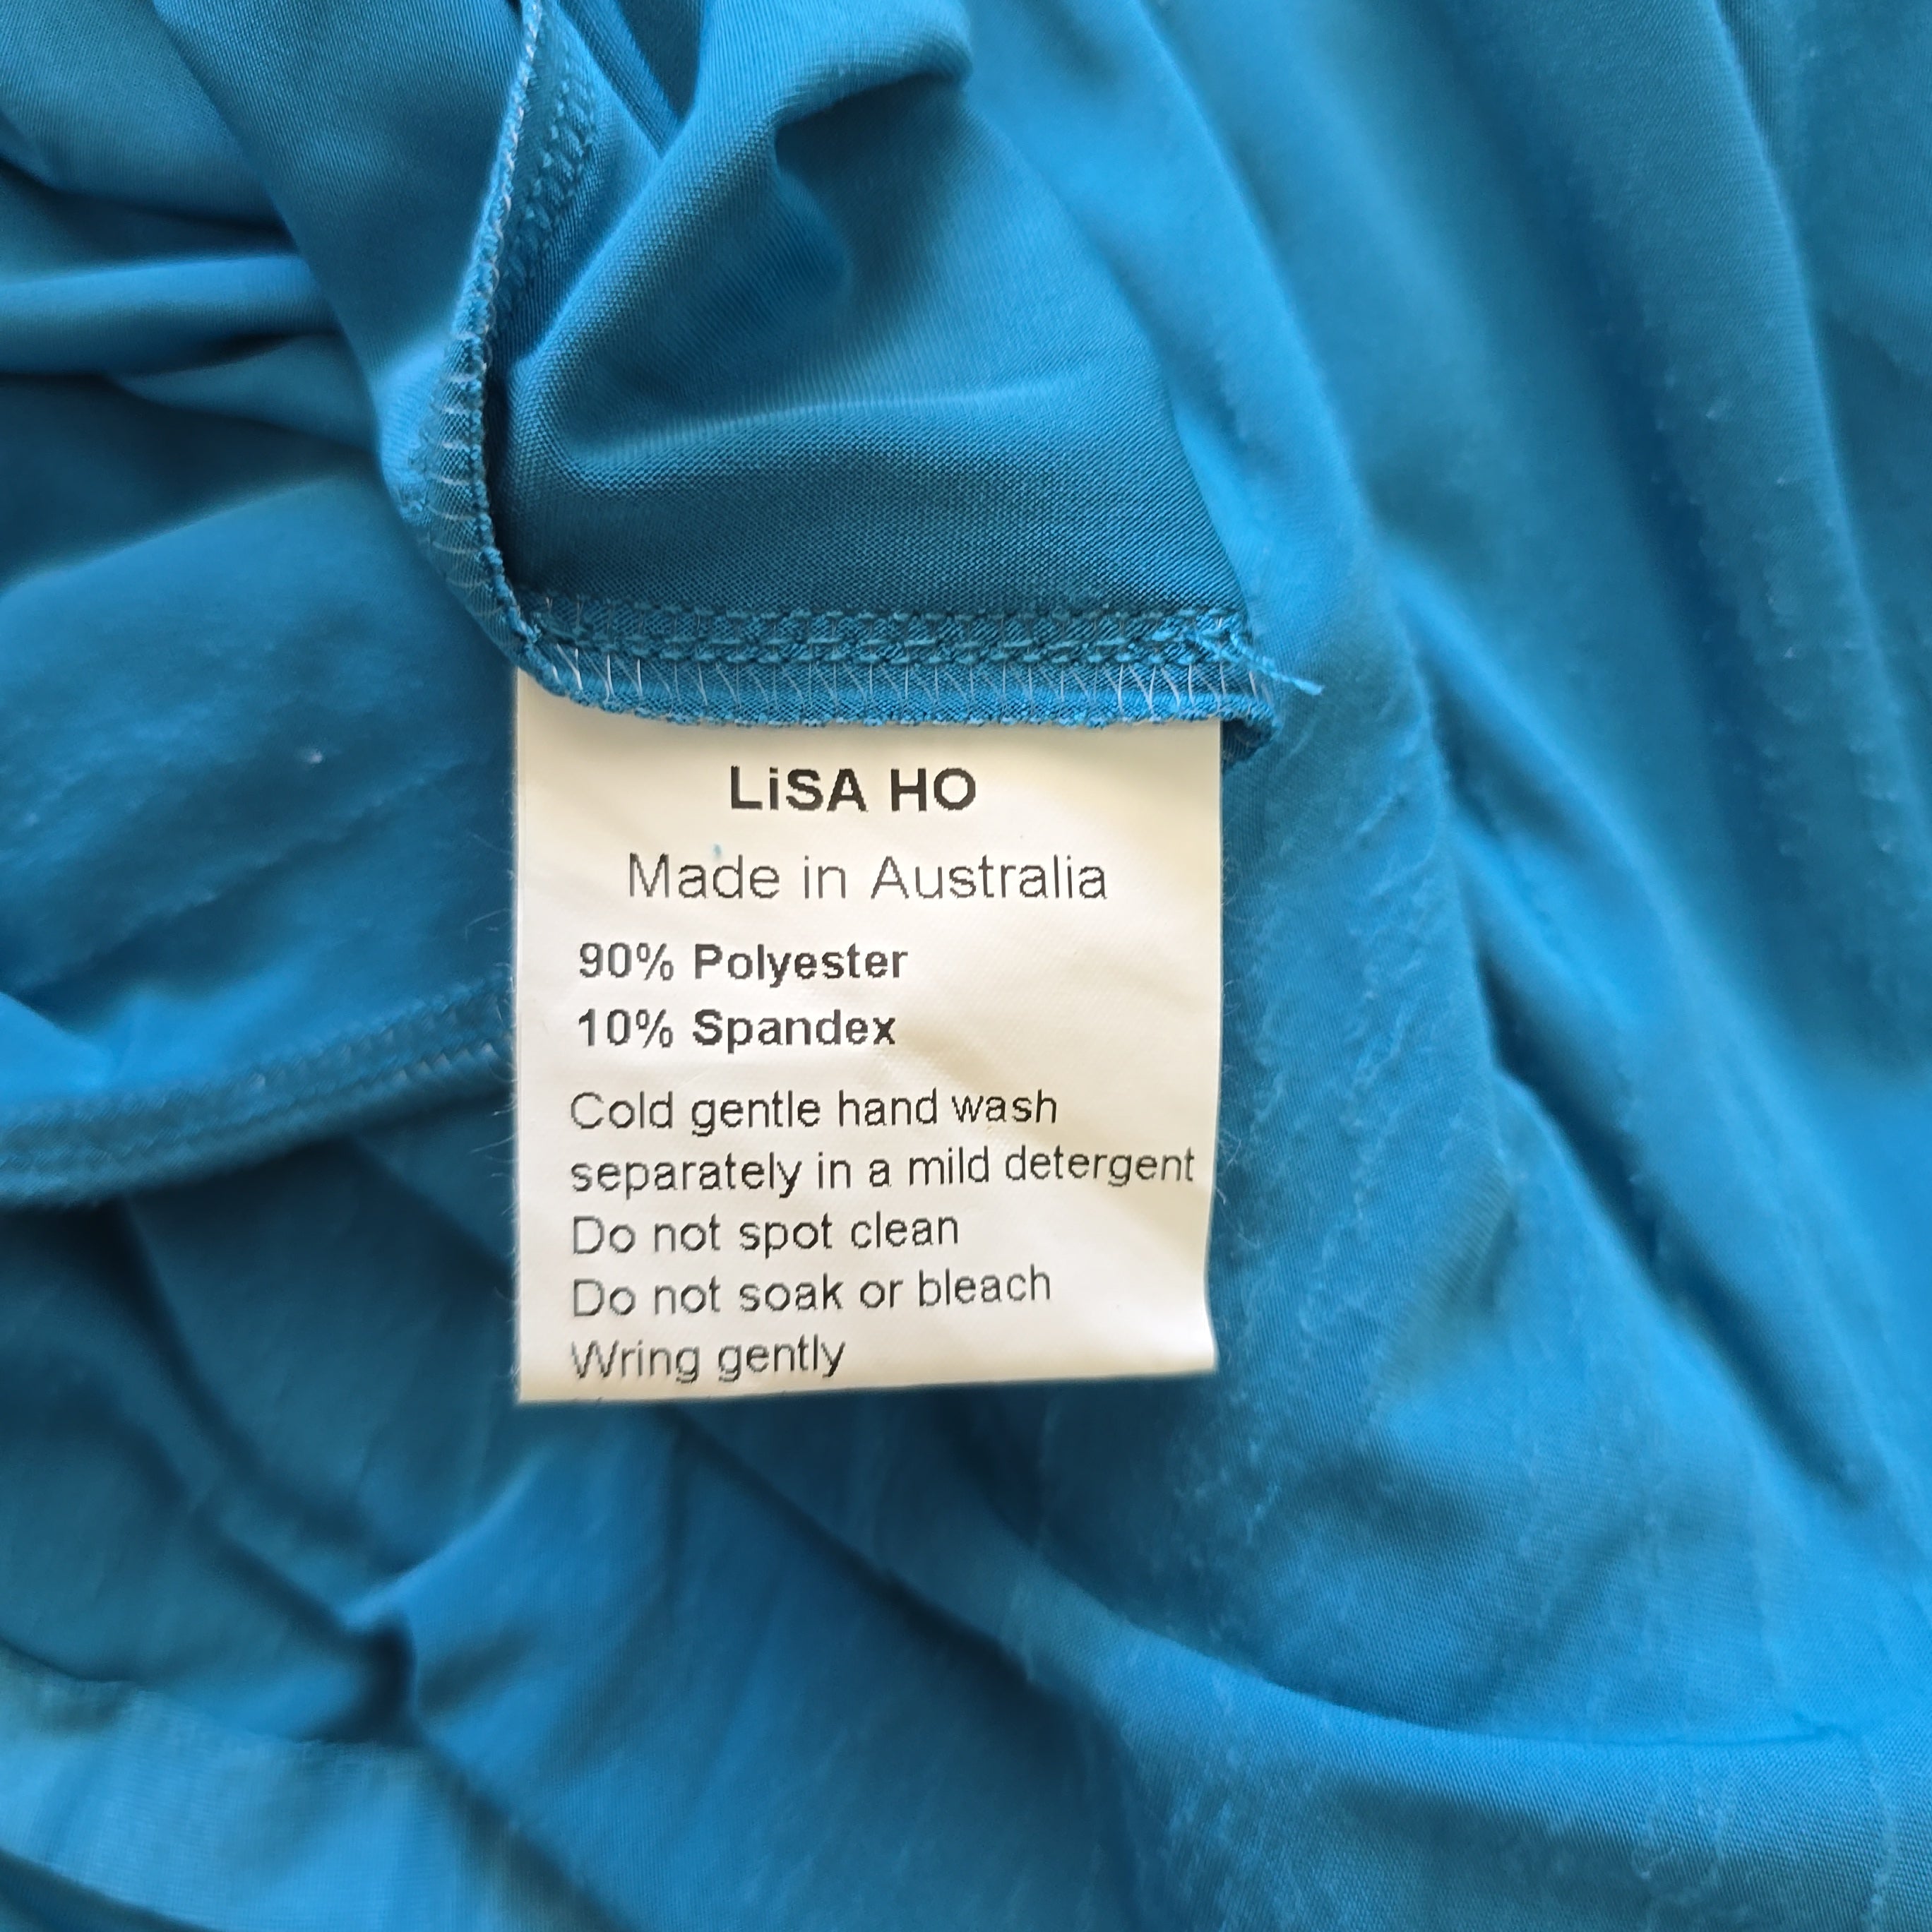 LiSA HO
Made in Australia
90% Polyester
10% Spandex
Cold gentle hand wash
separately in a mild detergent
Do not spot clean
Do not soak or bleach
Wring gently